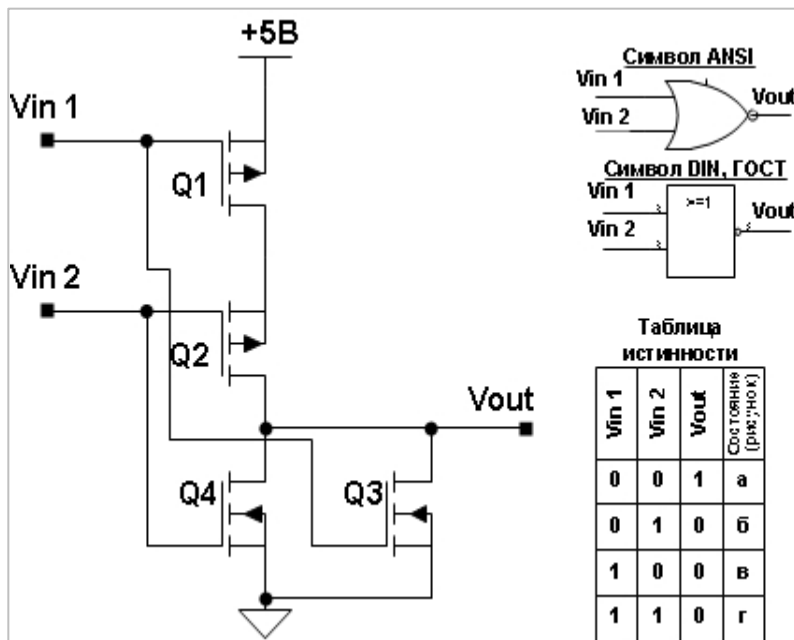 +5В
Vin 1
Q1
Vin 2
Q2
Vout
Q4
Q3
Символ ANSI
Vin 1
Vout
Vin 2
Символ DIN, ГОСТ
Vin 1
>=1
Vout
Vin 2
Таблица
истинности
Vin 1 Vin 2 Vout Состояние (рисунок)
0 0 1 а
0 1 0 б
1 0 0 в
1 1 0 г